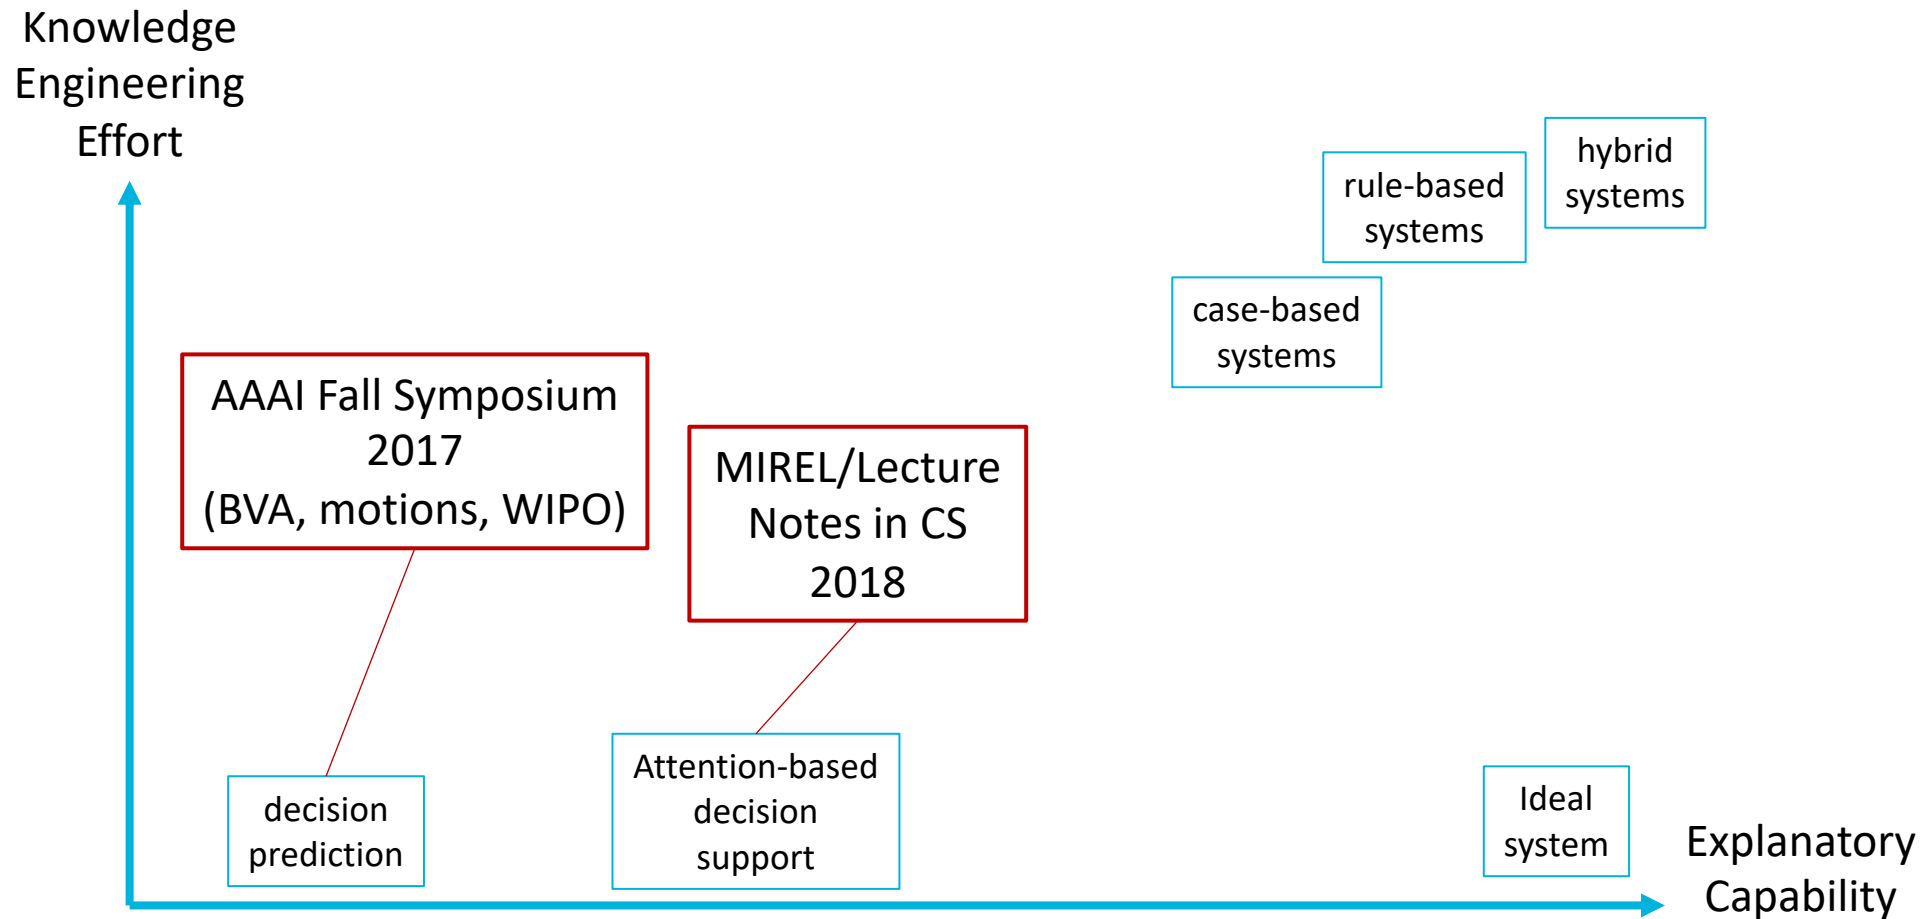 Knowledge
Engineering
Effort
hybrid
systems
rule-based
systems
case-based
systems
AAAI Fall Symposium
2017
(BVA, motions, WIPO)
MIREL/Lecture
Notes in CS
2018
decision
prediction
Attention-based
decision
support
Ideal
system
Explanatory
Capability